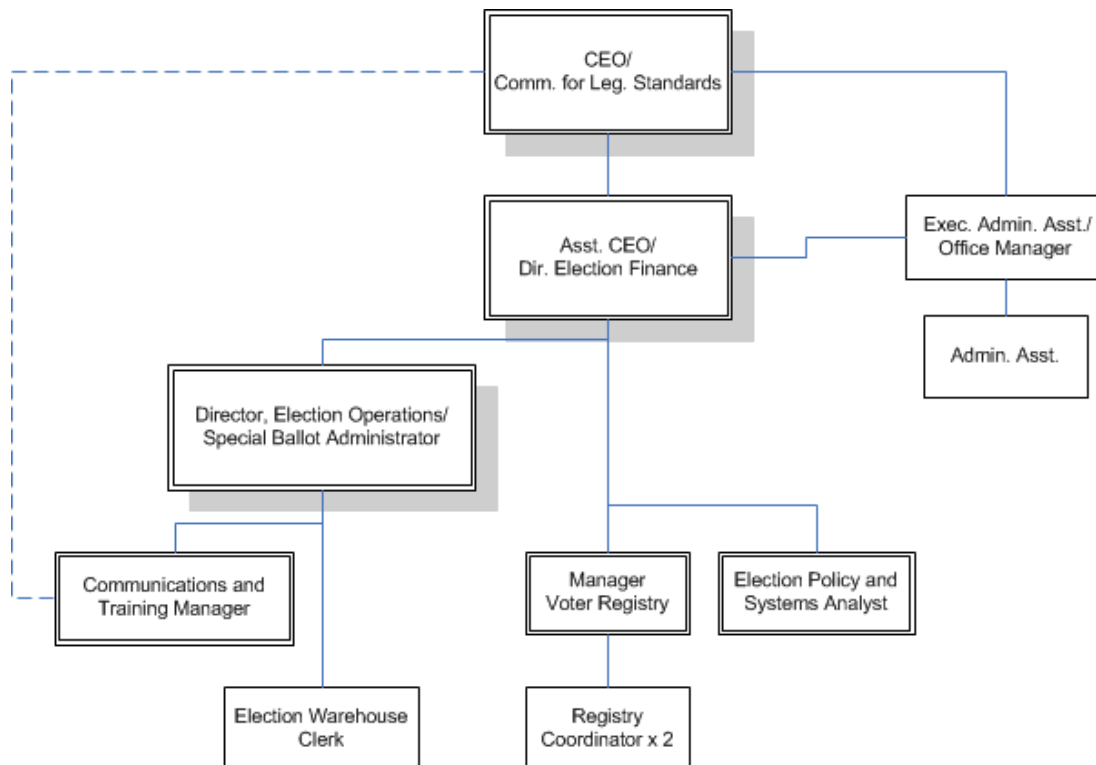 CEO/
Comm. for Leg. Standards
Asst. CEO/
Dir. Election Finance
Exec. Admin. Asst./
Office Manager
Admin. Asst.
Director, Election Operations/
Special Ballot Administrator
Communications and
Training Manager
Manager
Voter Registry
Election Policy and
Systems Analyst
Election Warehouse
Clerk
Registry
Coordinator x 2